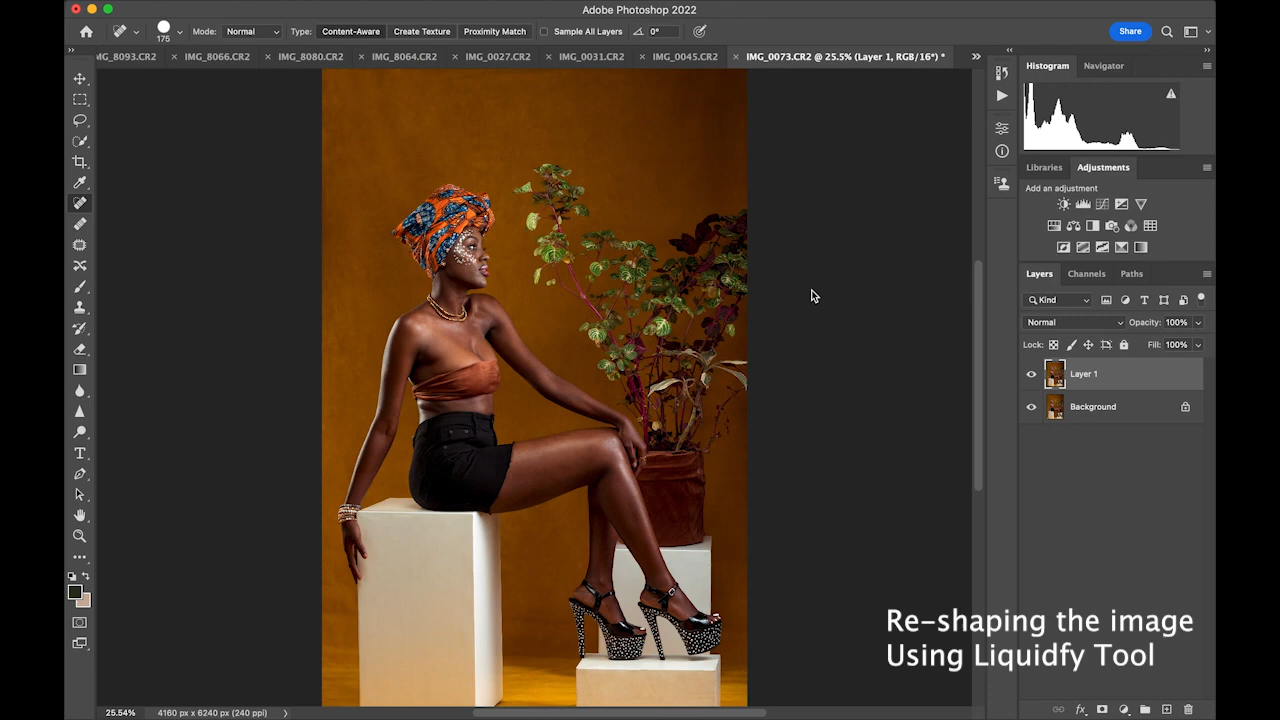 Adobe Photoshop 2022
175
Mode: Normal
Type: Content-Aware Create Texture Proximity Match
Sample All Layers
0°
Share
IMG_8093.CR2 × IMG_8066.CR2 × IMG_8080.CR2 × IMG_8064.CR2 × IMG_0027.CR2 × IMG_0031.CR2 × IMG_0045.CR2 × IMG_0073.CR2 @ 25.5% (Layer 1, RGB/16*) *
Histogram Navigator
Libraries Adjustments
Add an adjustment
Layers Channels Paths
Kind
Normal Opacity: 100%
Lock: Fill: 100%
Layer 1
Background
Re-shaping the image
Using Liquidfy Tool
25.54% 4160 px x 6240 px (240 ppi)